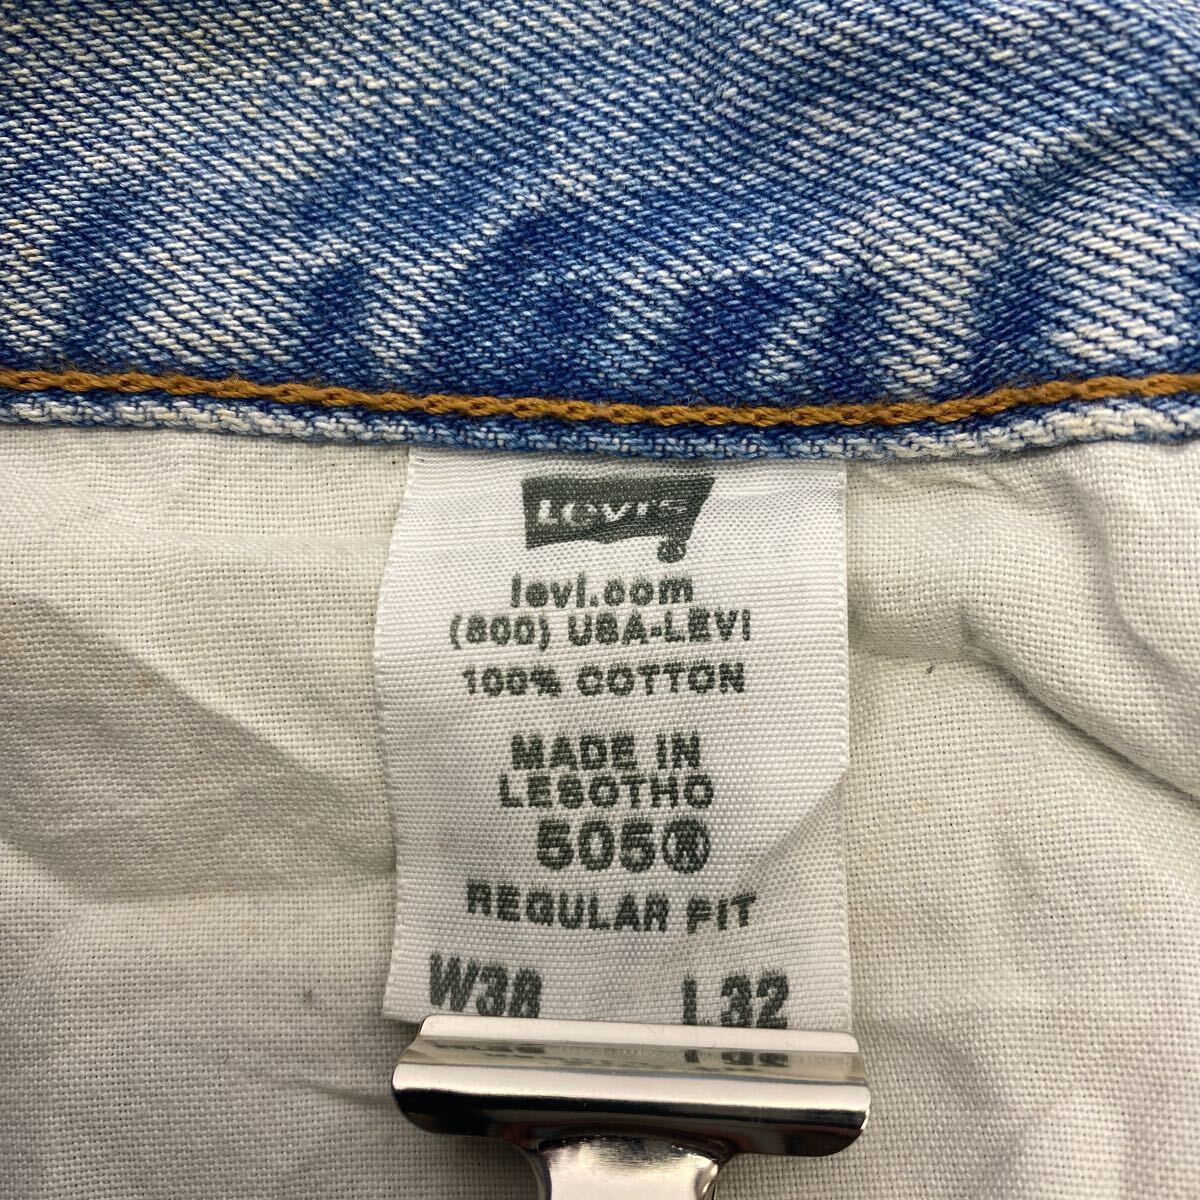 Levi's
levi.com
(800) USA-LEVI
100% COTTON
MADE IN
LESOTHO
505®
REGULAR FIT
W38 L32